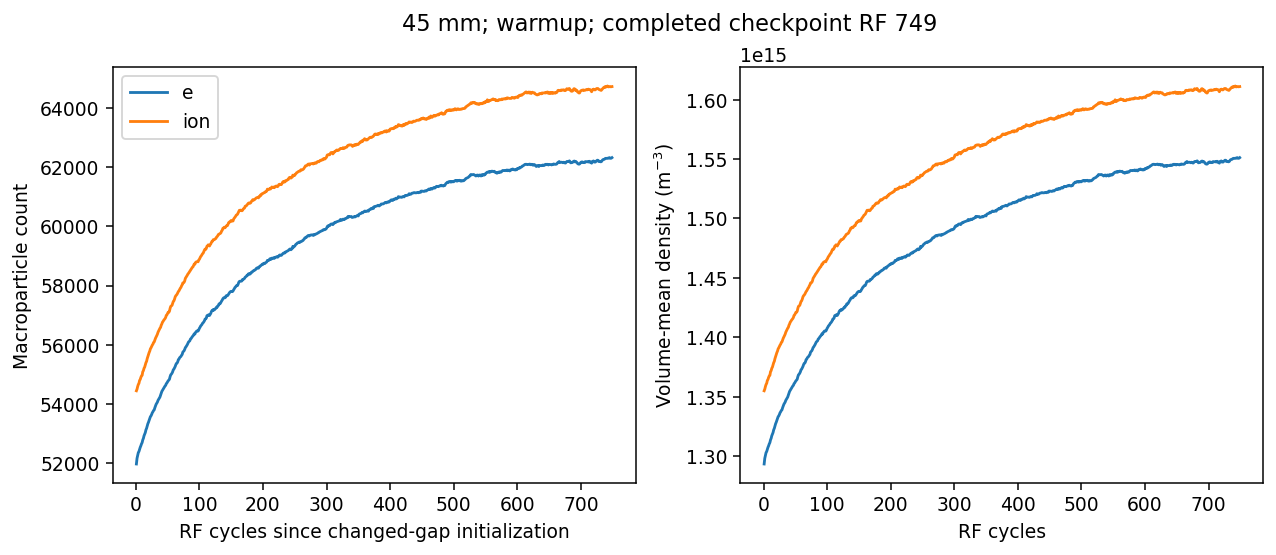 45 mm; warmup; completed checkpoint RF 749
Macroparticle count
64000
62000
60000
58000
56000
54000
52000
e
ion
0 100 200 300 400 500 600 700
RF cycles since changed-gap initialization
1e15
Volume-mean density (m⁻³)
1.60
1.55
1.50
1.45
1.40
1.35
1.30
0 100 200 300 400 500 600 700
RF cycles